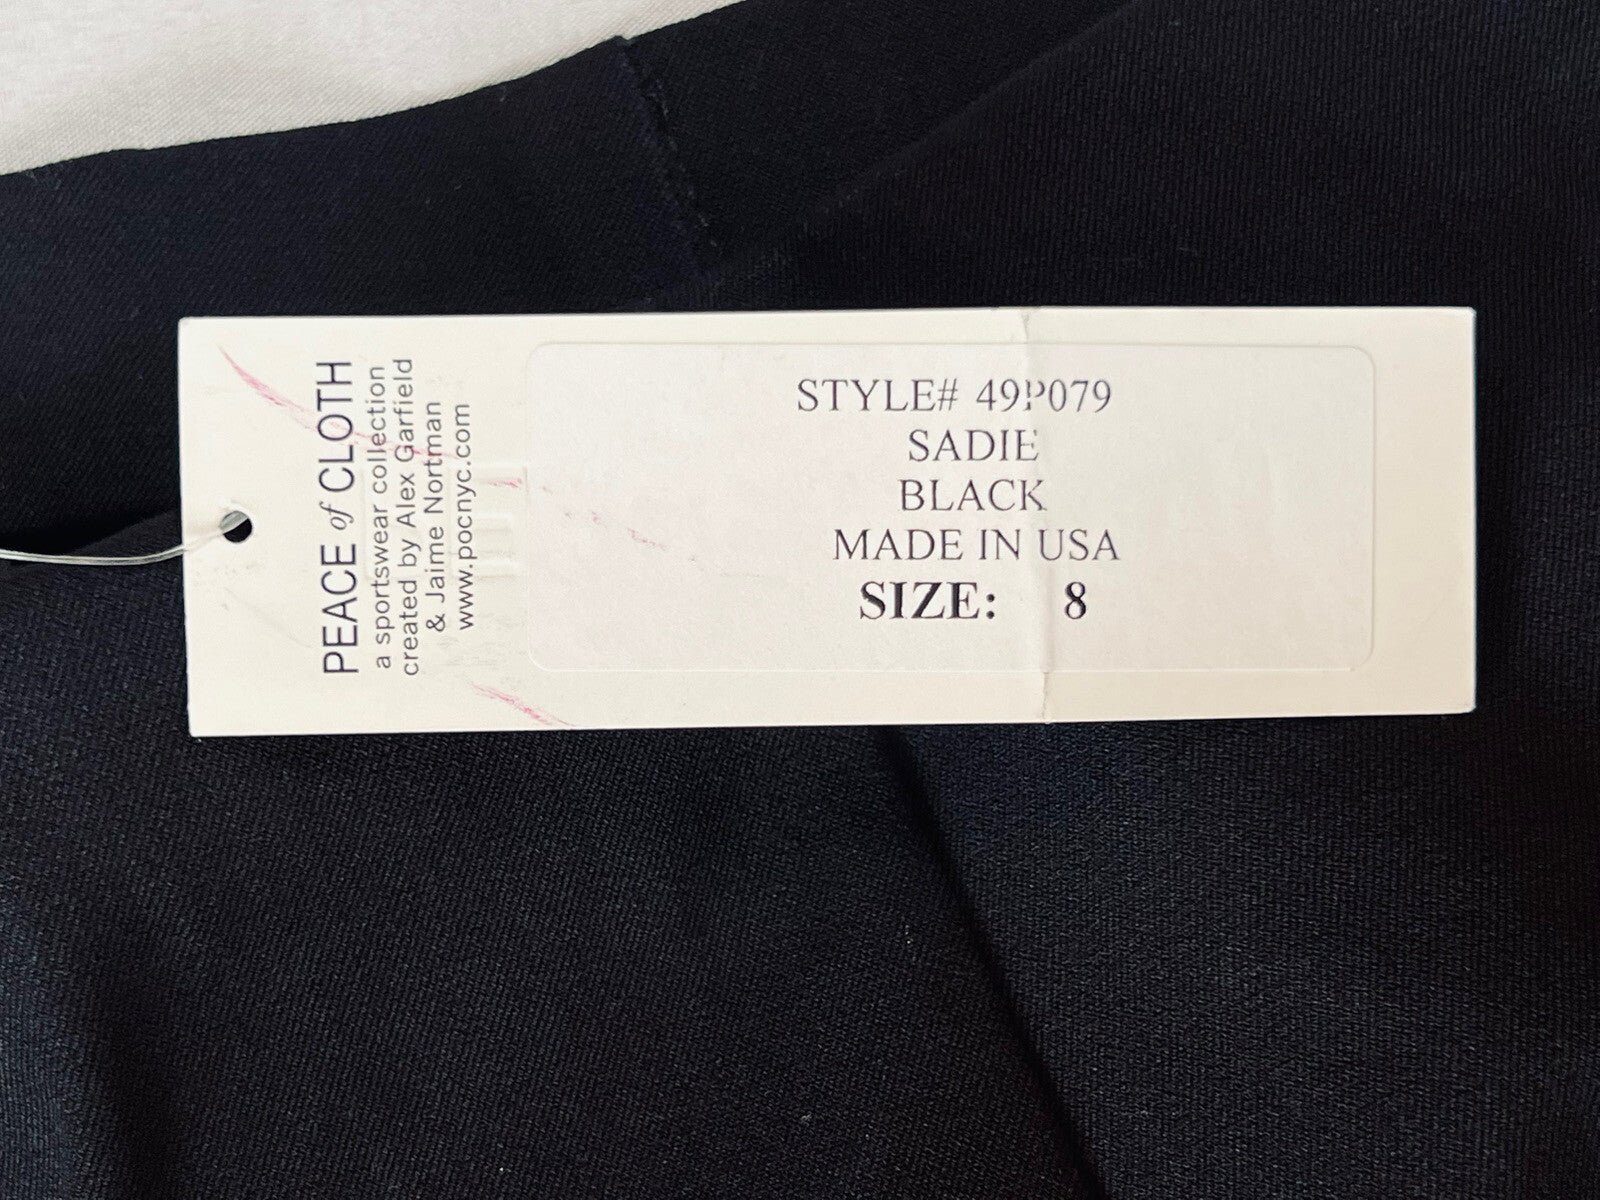 PEACE of CLOTH
a sportswear collection
created by Alex Garfield
& Jaime Nortman
www.pocnyc.com
STYLE# 49P079
SADIE
BLACK
MADE IN USA
SIZE: 8